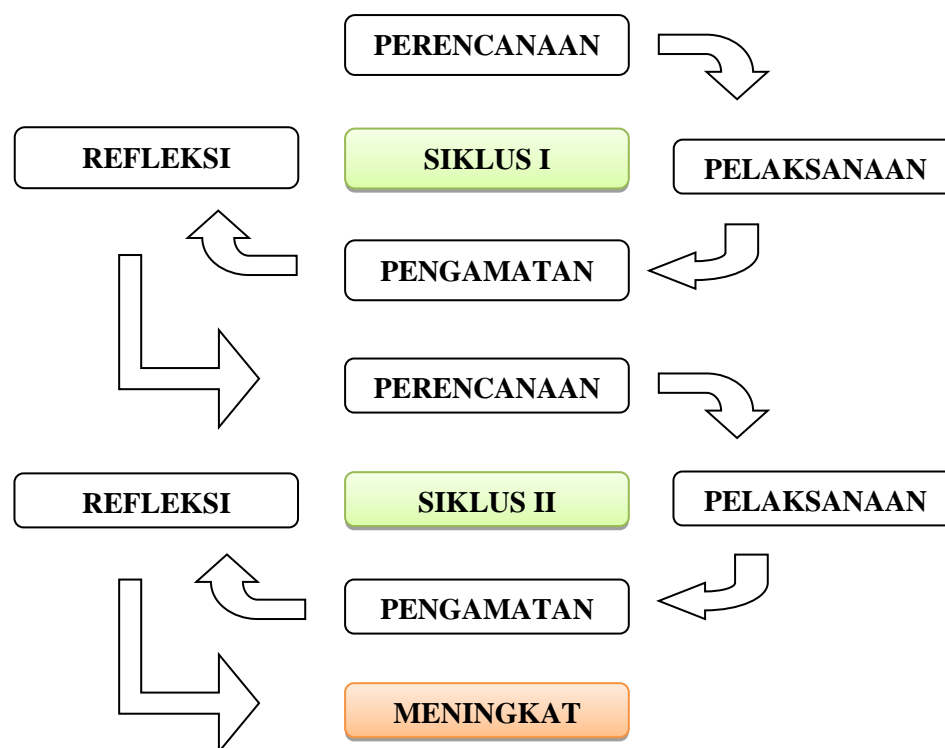 PERENCANAAN
REFLEKSI
SIKLUS I
PELAKSANAAN
PENGAMATAN
PERENCANAAN
REFLEKSI
SIKLUS II
PELAKSANAAN
PENGAMATAN
MENINGKAT